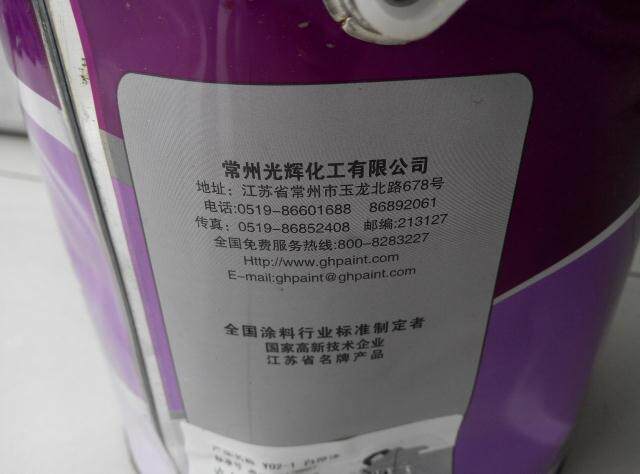 常州光辉化工有限公司
地址：江苏省常州市玉龙北路678号
电话:0519-86601688 86892061
传真：0519-86852408 邮编:213127
全国免费服务热线:800-8283227
Http://www.ghpaint.com
E-mail:ghpaint@ghpaint.com
全国涂料行业标准制定者
国家高新技术企业
江苏省名牌产品
Y02-1